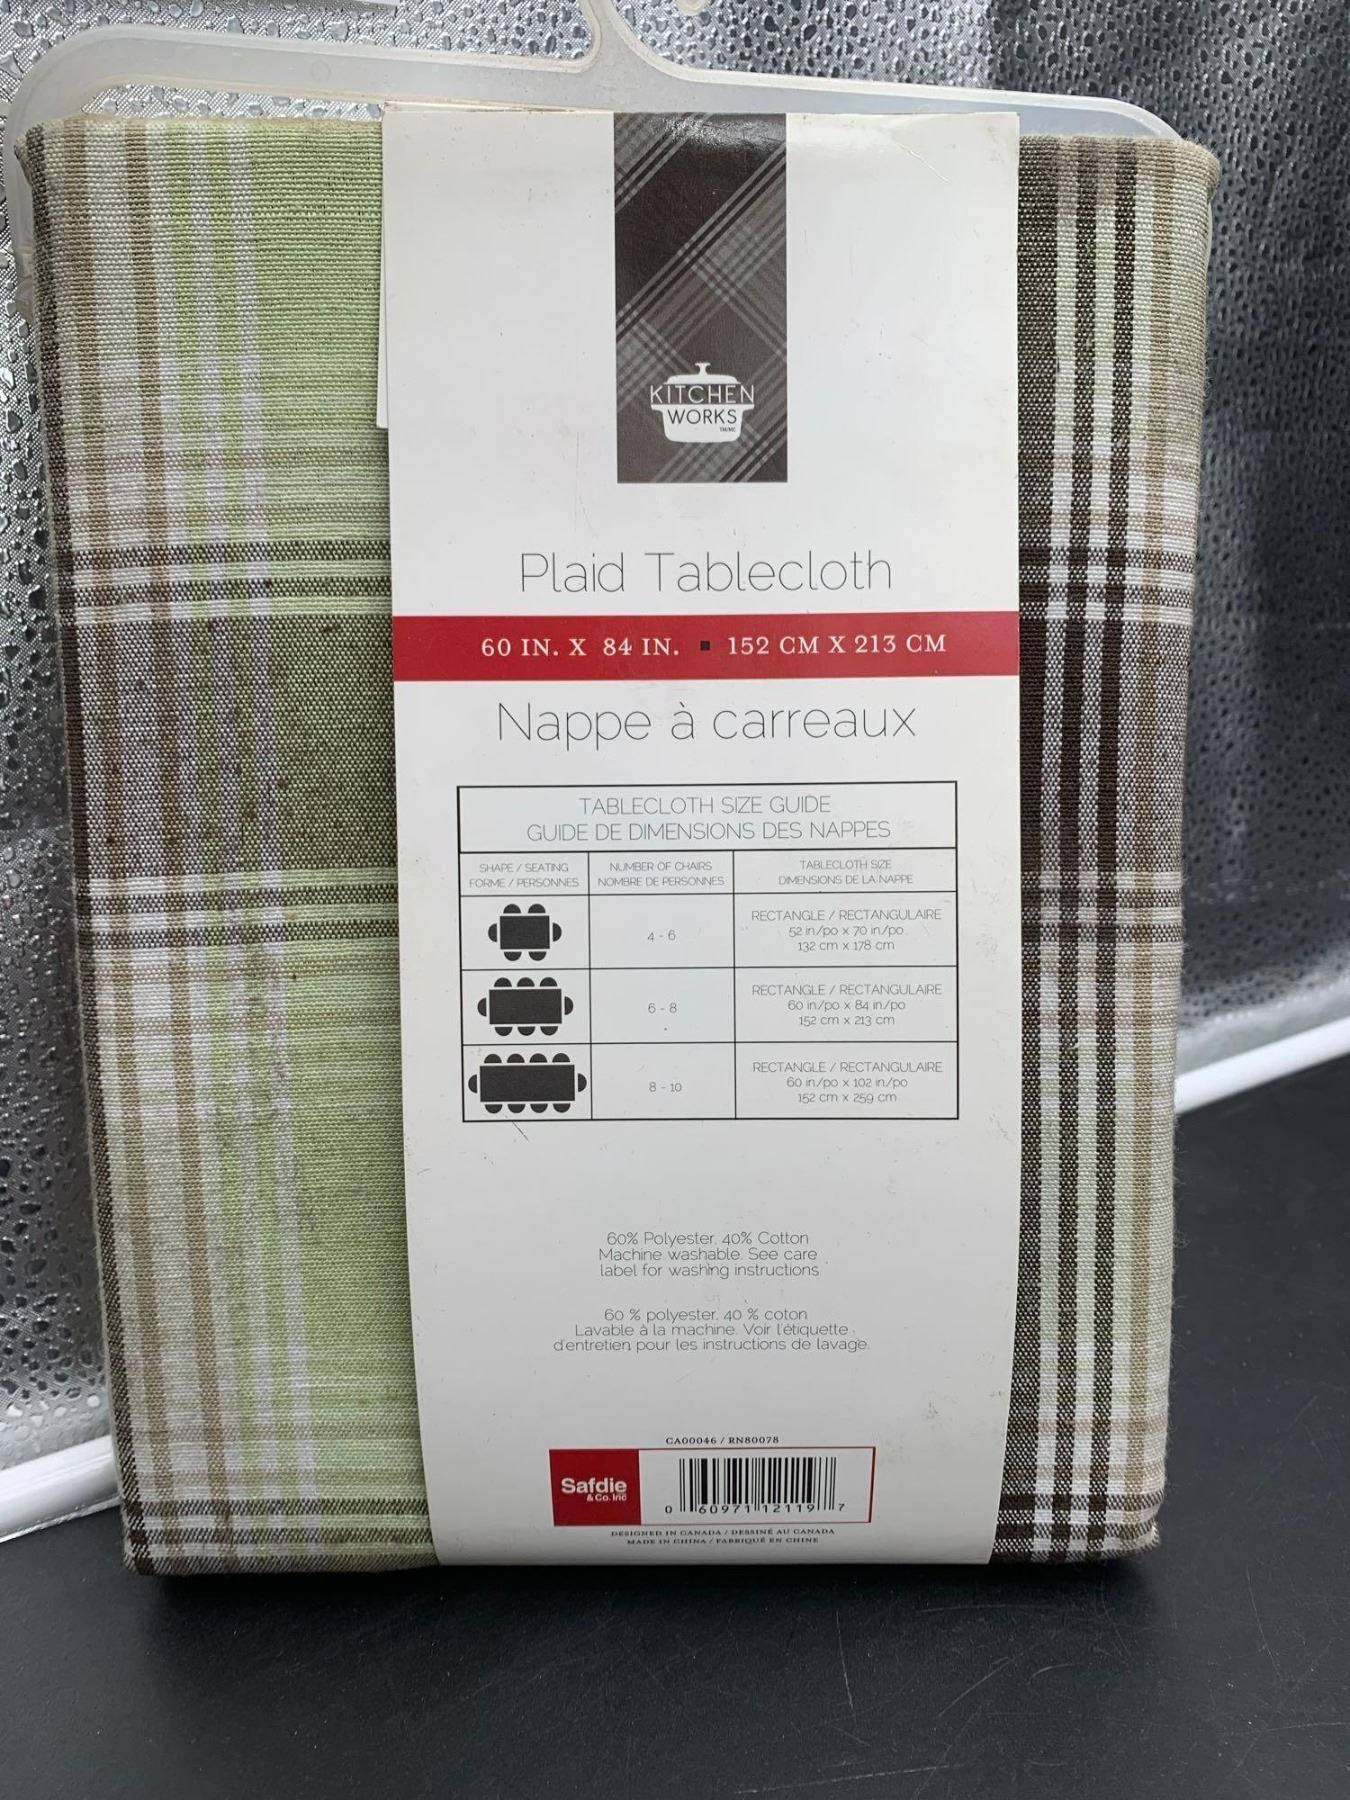 KITCHEN
WORKS
TM/MC
Plaid Tablecloth
60 IN. X 84 IN. ▪ 152 CM X 213 CM
Nappe à carreaux
TABLECLOTH SIZE GUIDE
GUIDE DE DIMENSIONS DES NAPPES
SHAPE / SEATING
FORME / PERSONNES
NUMBER OF CHAIRS
NOMBRE DE PERSONNES
TABLECLOTH SIZE
DIMENSIONS DE LA NAPPE
4 - 6
RECTANGLE / RECTANGULAIRE
52 in/po x 70 in/po
132 cm x 178 cm
6 - 8
RECTANGLE / RECTANGULAIRE
60 in/po x 84 in/po
152 cm x 213 cm
8 - 10
RECTANGLE / RECTANGULAIRE
60 in/po x 102 in/po
152 cm x 259 cm
60% Polyester, 40% Cotton
Machine washable. See care
label for washing instructions.
60 % polyester, 40 % coton
Lavable à la machine. Voir l'étiquette
d'entretien pour les instructions de lavage.
CA00046 / RN80078
Safdie
& Co. Inc
0 60971 12119 7
DESIGNED IN CANADA / DESSINÉ AU CANADA
MADE IN CHINA / FABRIQUÉ EN CHINE